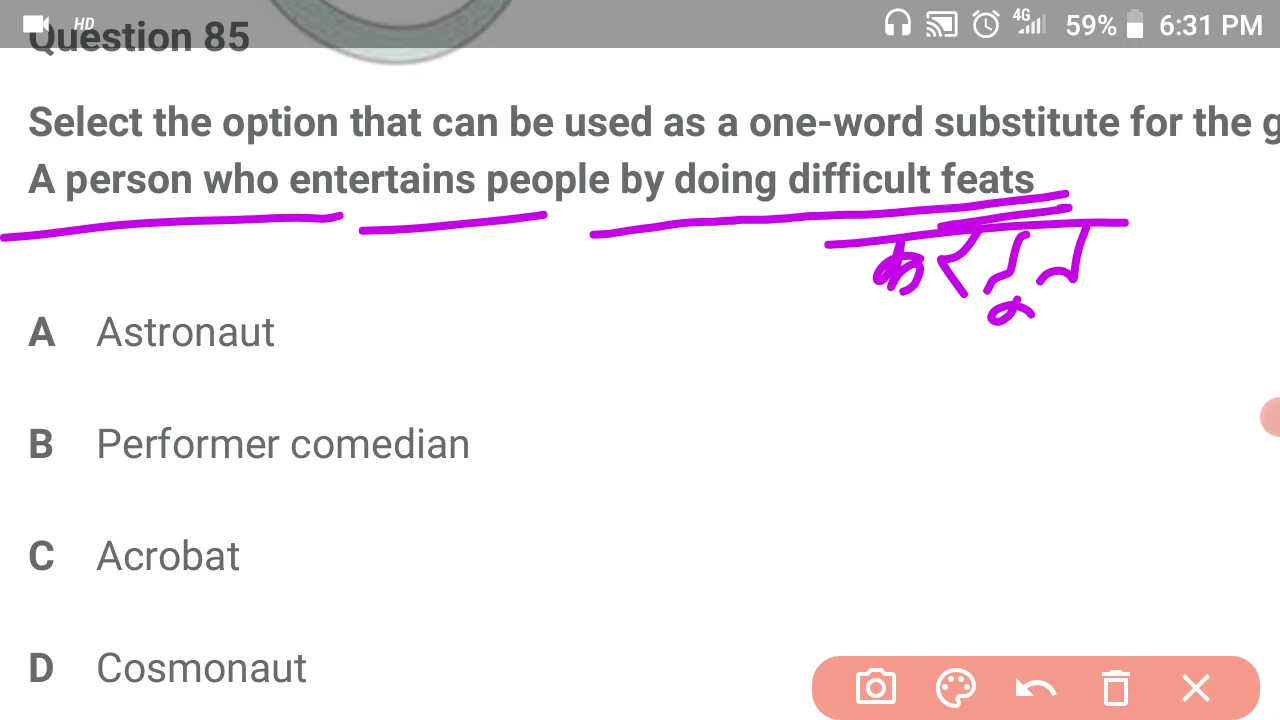 HD 4G 59% 6:31 PM
Question 85
Select the option that can be used as a one-word substitute for the g
A person who entertains people by doing difficult feats
करतूत
A Astronaut
B Performer comedian
C Acrobat
D Cosmonaut